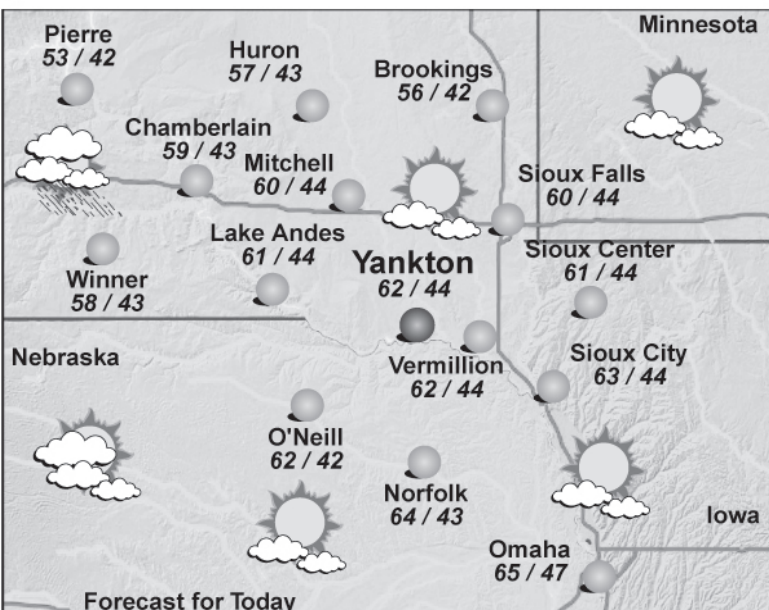 Minnesota
Pierre
53 / 42
Huron
57 / 43
Brookings
56 / 42
Chamberlain
59 / 43
Mitchell
60 / 44
Sioux Falls
60 / 44
Lake Andes
61 / 44
Yankton
62 / 44
Sioux Center
61 / 44
Winner
58 / 43
Nebraska
Vermillion
62 / 44
Sioux City
63 / 44
O'Neill
62 / 42
Norfolk
64 / 43
Iowa
Omaha
65 / 47
Forecast for Today